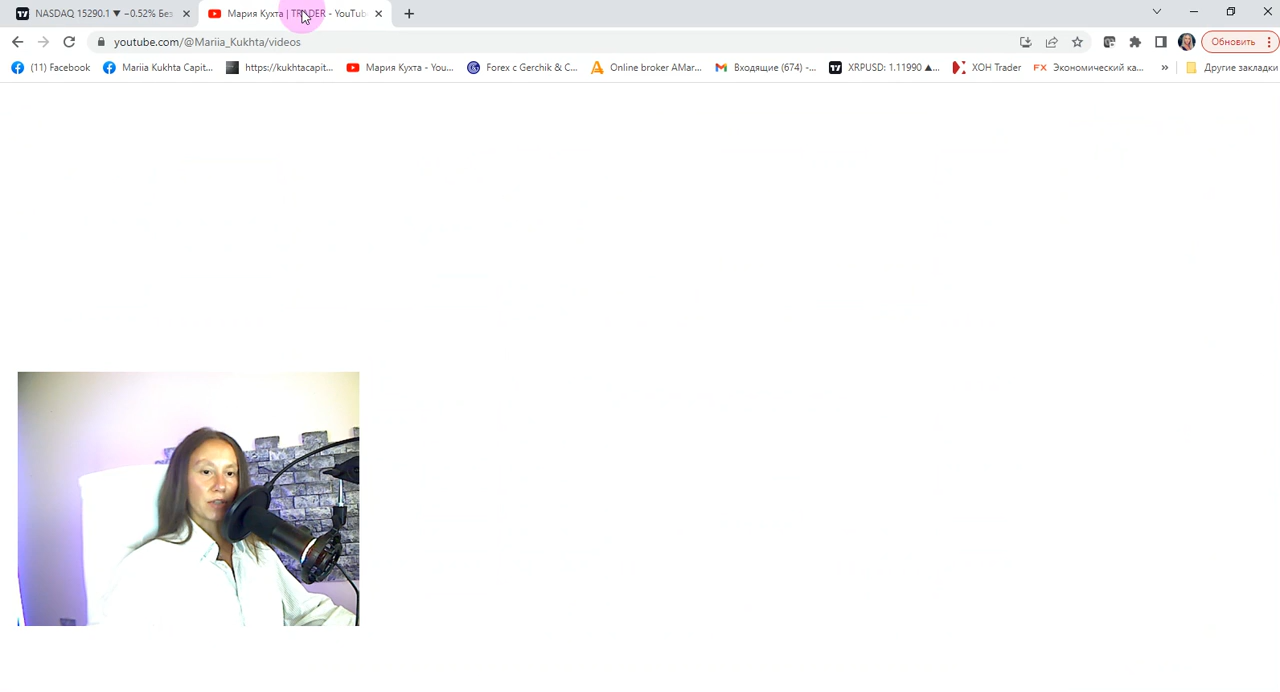 NASDAQ 15290.1 ▼ −0.52% Без
Мария Кухта | TRADER - YouTub
youtube.com/@Mariia_Kukhta/videos
Обновить
(11) Facebook
Mariia Kukhta Capit...
https://kukhtacapit...
Мария Кухта - You...
Forex с Gerchik & C...
Online broker AMar...
Входящие (674) -...
XRPUSD: 1.11990 ▲...
XOH Trader
FX Экономический ка...
»
Другие закладки